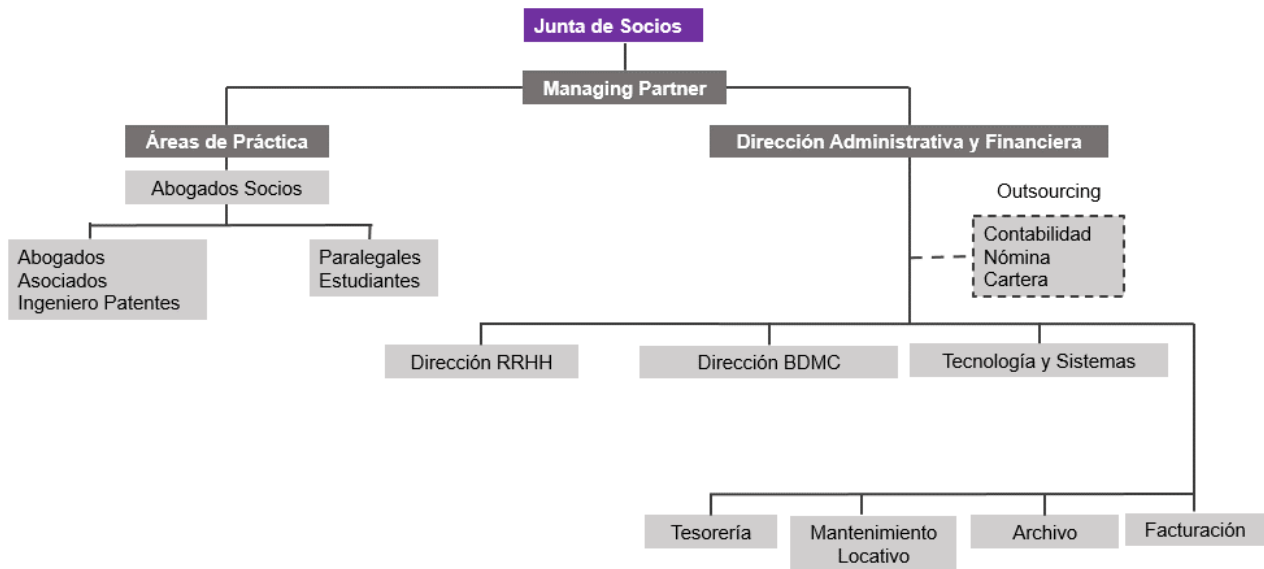 Junta de Socios
Managing Partner
Áreas de Práctica
Dirección Administrativa y Financiera
Abogados Socios
Outsourcing
Abogados
Asociados
Ingeniero Patentes
Paralegales
Estudiantes
Contabilidad
Nómina
Cartera
Dirección RRHH
Dirección BDMC
Tecnología y Sistemas
Tesorería
Mantenimiento
Locativo
Archivo
Facturación